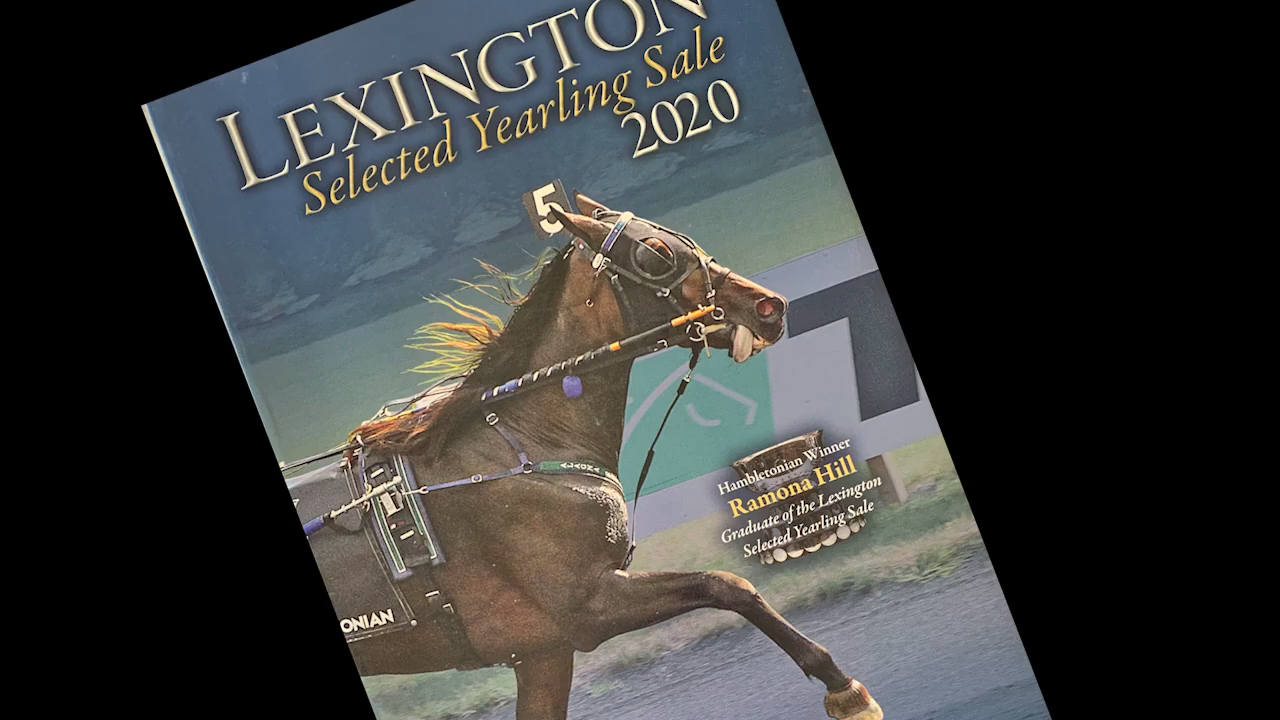 LEXINGTON
Selected Yearling Sale
2020
5
Hambletonian Winner
Ramona Hill
Graduate of the Lexington
Selected Yearling Sale
ONIAN